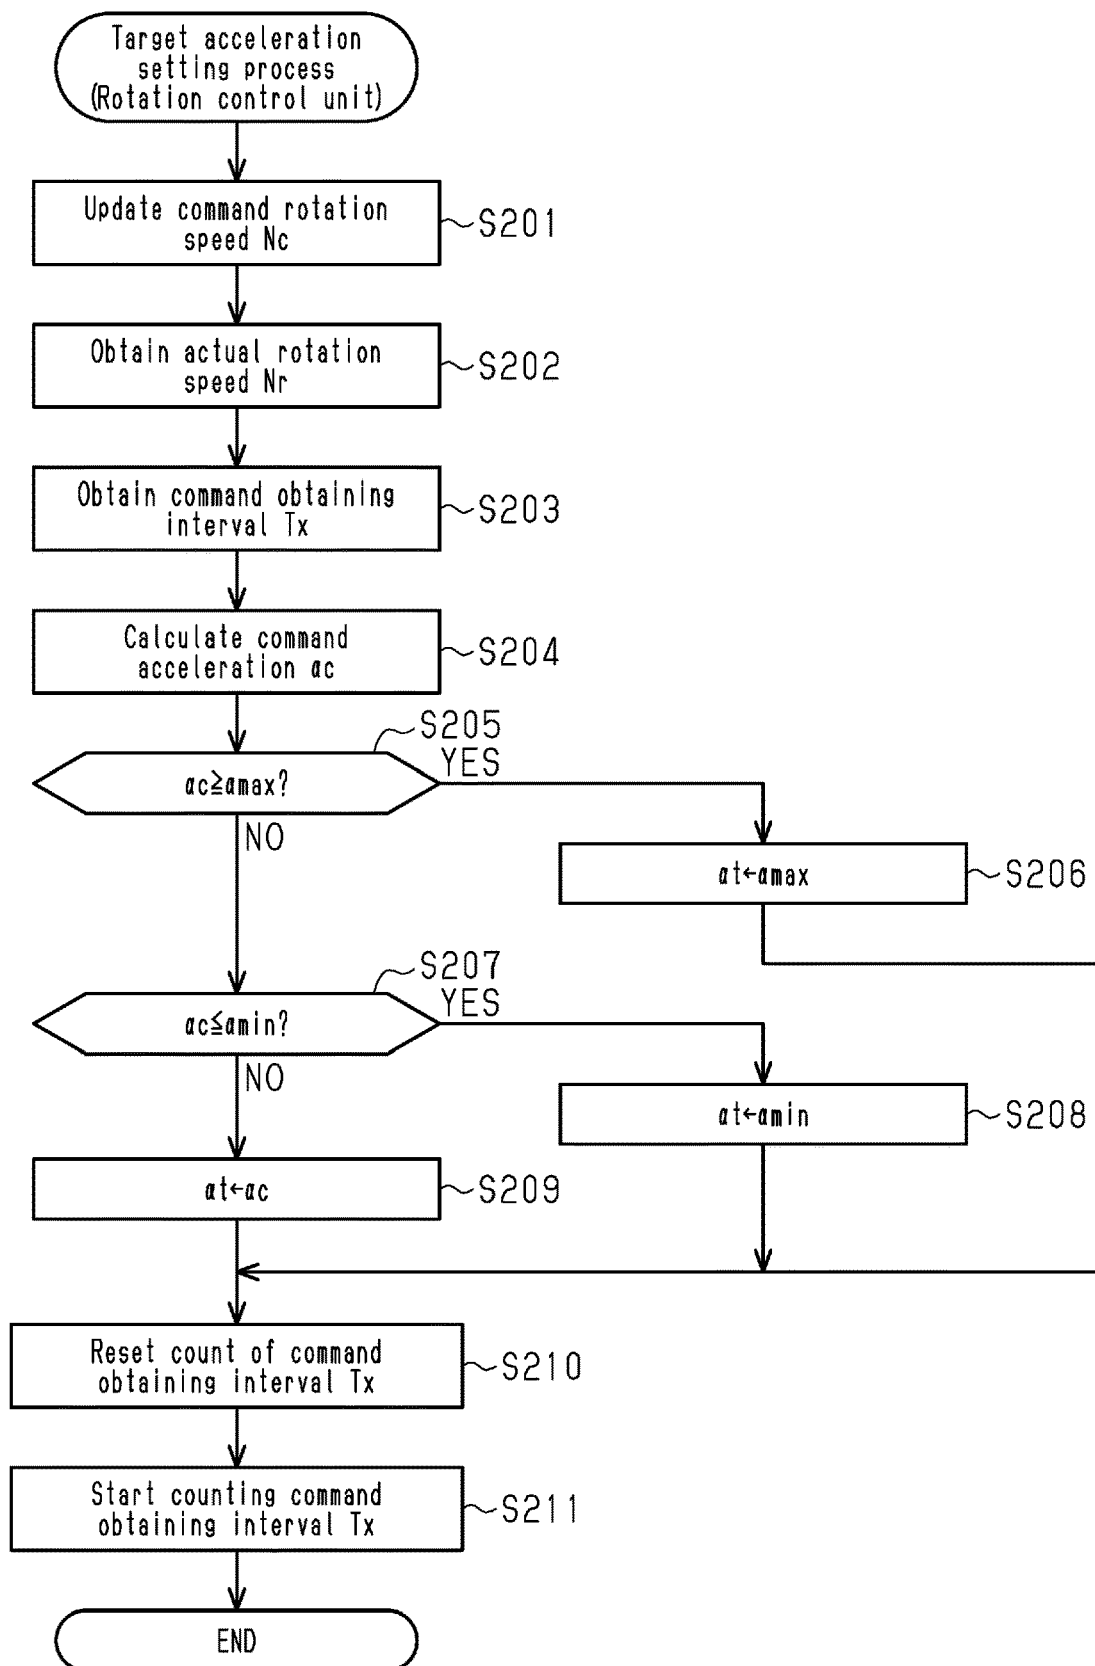 Target acceleration
setting process
(Rotation control unit)
Update command rotation
speed Nc
S201
Obtain actual rotation
speed Nr
S202
Obtain command obtaining
interval Tx
S203
Calculate command
acceleration αc
S204
S205
αc≧αmax?
YES
NO
αt←αmax
S206
S207
αc≦αmin?
YES
NO
αt←αmin
S208
αt←αc
S209
Reset count of command
obtaining interval Tx
S210
Start counting command
obtaining interval Tx
S211
END